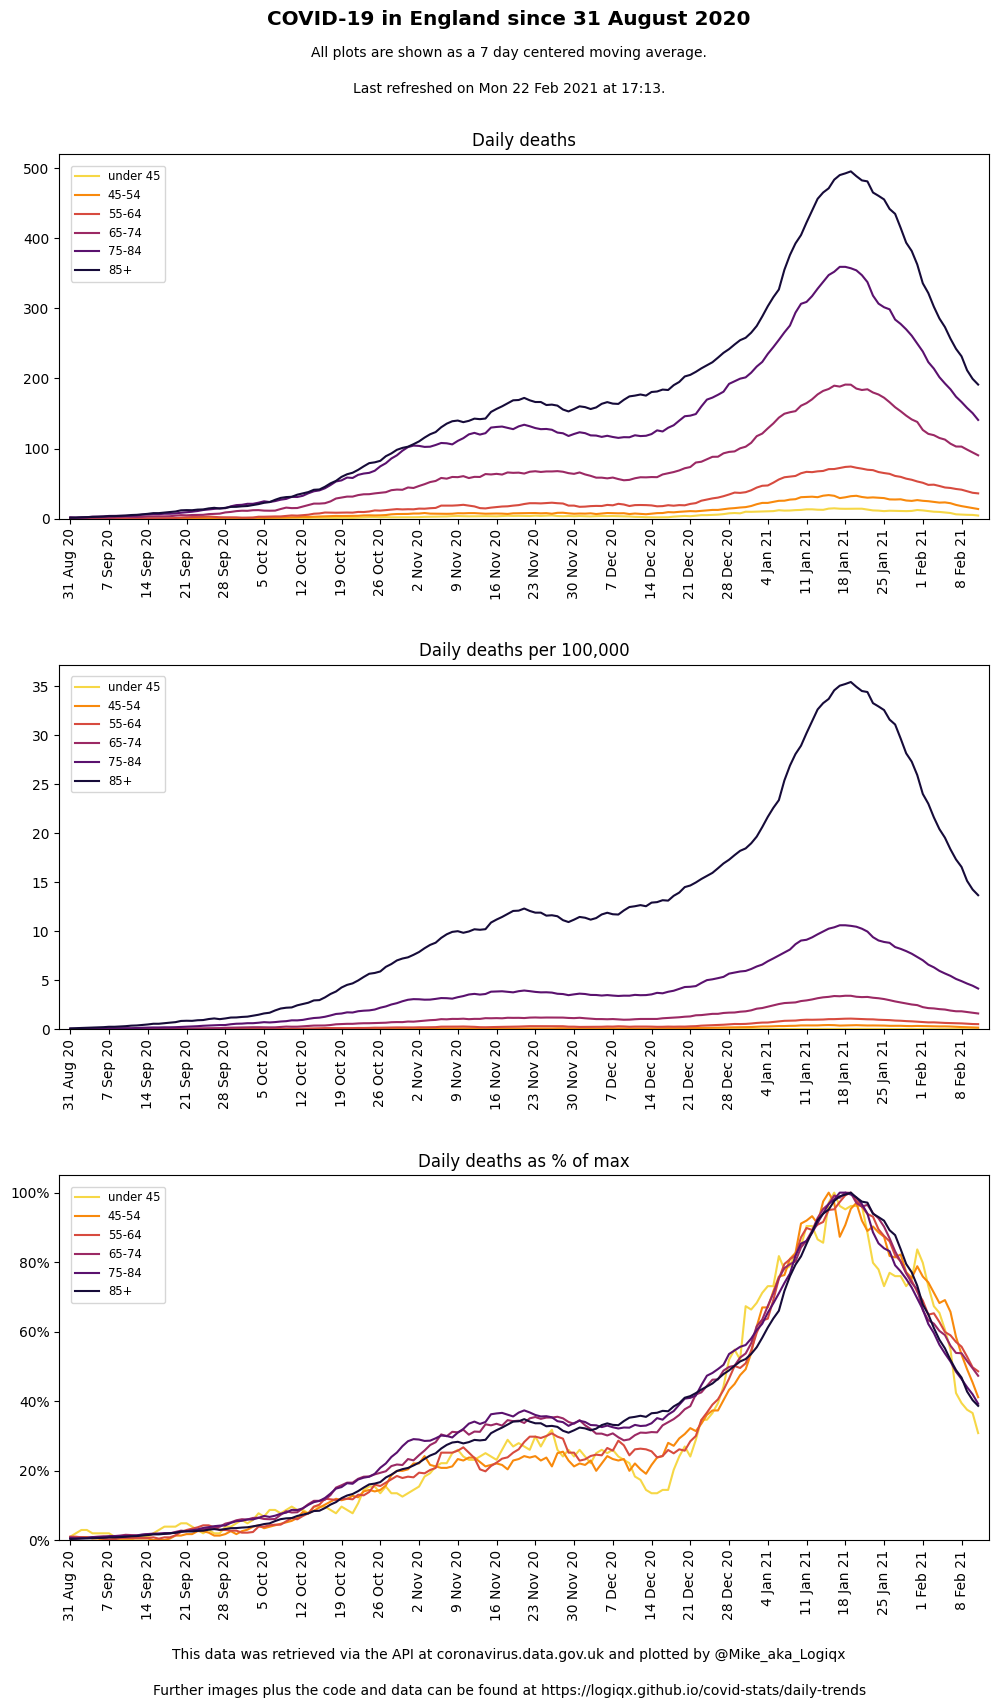 COVID-19 in England since 31 August 2020
All plots are shown as a 7 day centered moving average.
Last refreshed on Mon 22 Feb 2021 at 17:13.
Daily deaths
500
400
300
200
100
0
under 45
45-54
55-64
65-74
75-84
85+
31 Aug 20
7 Sep 20
14 Sep 20
21 Sep 20
28 Sep 20
5 Oct 20
12 Oct 20
19 Oct 20
26 Oct 20
2 Nov 20
9 Nov 20
16 Nov 20
23 Nov 20
30 Nov 20
7 Dec 20
14 Dec 20
21 Dec 20
28 Dec 20
4 Jan 21
11 Jan 21
18 Jan 21
25 Jan 21
1 Feb 21
8 Feb 21
Daily deaths per 100,000
35
30
25
20
15
10
5
0
under 45
45-54
55-64
65-74
75-84
85+
31 Aug 20
7 Sep 20
14 Sep 20
21 Sep 20
28 Sep 20
5 Oct 20
12 Oct 20
19 Oct 20
26 Oct 20
2 Nov 20
9 Nov 20
16 Nov 20
23 Nov 20
30 Nov 20
7 Dec 20
14 Dec 20
21 Dec 20
28 Dec 20
4 Jan 21
11 Jan 21
18 Jan 21
25 Jan 21
1 Feb 21
8 Feb 21
Daily deaths as % of max
100%
80%
60%
40%
20%
0%
under 45
45-54
55-64
65-74
75-84
85+
31 Aug 20
7 Sep 20
14 Sep 20
21 Sep 20
28 Sep 20
5 Oct 20
12 Oct 20
19 Oct 20
26 Oct 20
2 Nov 20
9 Nov 20
16 Nov 20
23 Nov 20
30 Nov 20
7 Dec 20
14 Dec 20
21 Dec 20
28 Dec 20
4 Jan 21
11 Jan 21
18 Jan 21
25 Jan 21
1 Feb 21
8 Feb 21
This data was retrieved via the API at coronavirus.data.gov.uk and plotted by @Mike_aka_Logiqx
Further images plus the code and data can be found at https://logiqx.github.io/covid-stats/daily-trends